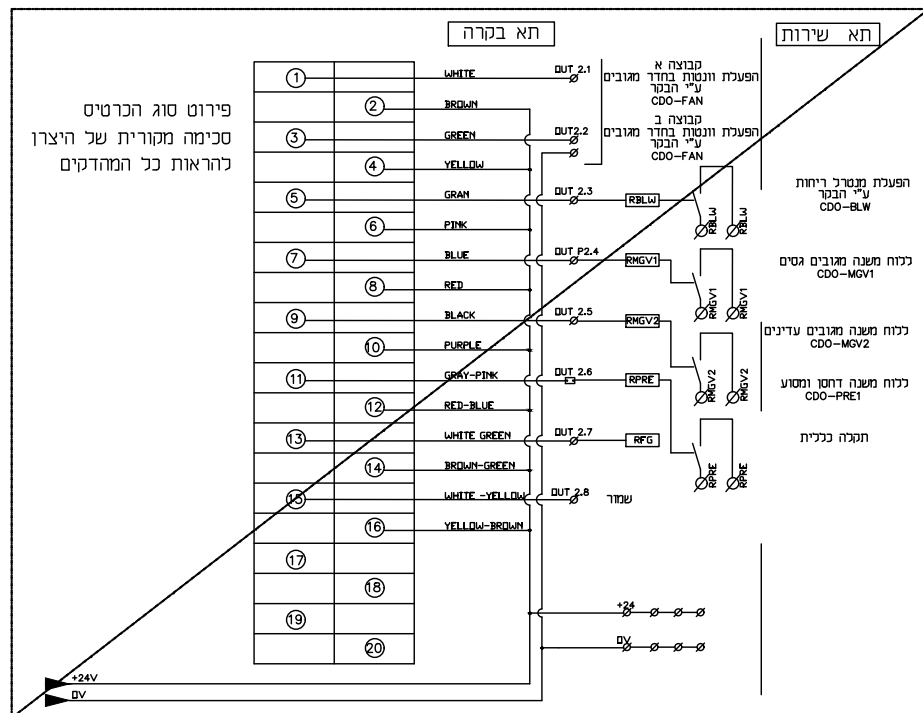 תא בקרה
תא שירות
פירוט סוג הכרטיס
סכימה מקורית של היצרן
להראות כל המהדקים
1 WHITE OUT 2.1
קבוצה א
הפעלת וונטות בחדר מגובים
ע"י הבקר
CDO-FAN
2 BROWN
קבוצה ב
הפעלת וונטות בחדר מגובים
ע"י הבקר
CDO-FAN
3 GREEN OUT2.2
4 YELLOW
5 GRAN OUT 2.3 RBLW
RBLW RBLW
הפעלת מנטרל ריחות
ע"י הבקר
CDO-BLW
6 PINK
7 BLUE OUT P2.4 RMGV1
RMGV1 RMGV1
ללוח משנה מגובים גסים
CDO-MGV1
8 RED
9 BLACK OUT 2.5 RMGV2
RMGV2 RMGV2
ללוח משנה מגובים עדינים
CDO-MGV2
10 PURPLE
11 GRAY-PINK OUT 2.6 RPRE
RPRE RPRE
ללוח משנה דחסן ומסוע
CDO-PRE1
12 RED-BLUE
13 WHITE GREEN OUT 2.7 RFG
תקלה כללית
14 BROWN-GREEN
15 WHITE -YELLOW OUT 2.8 שמור
16 YELLOW-BROWN
17
18
19
20
+24
0V
+24V
0V